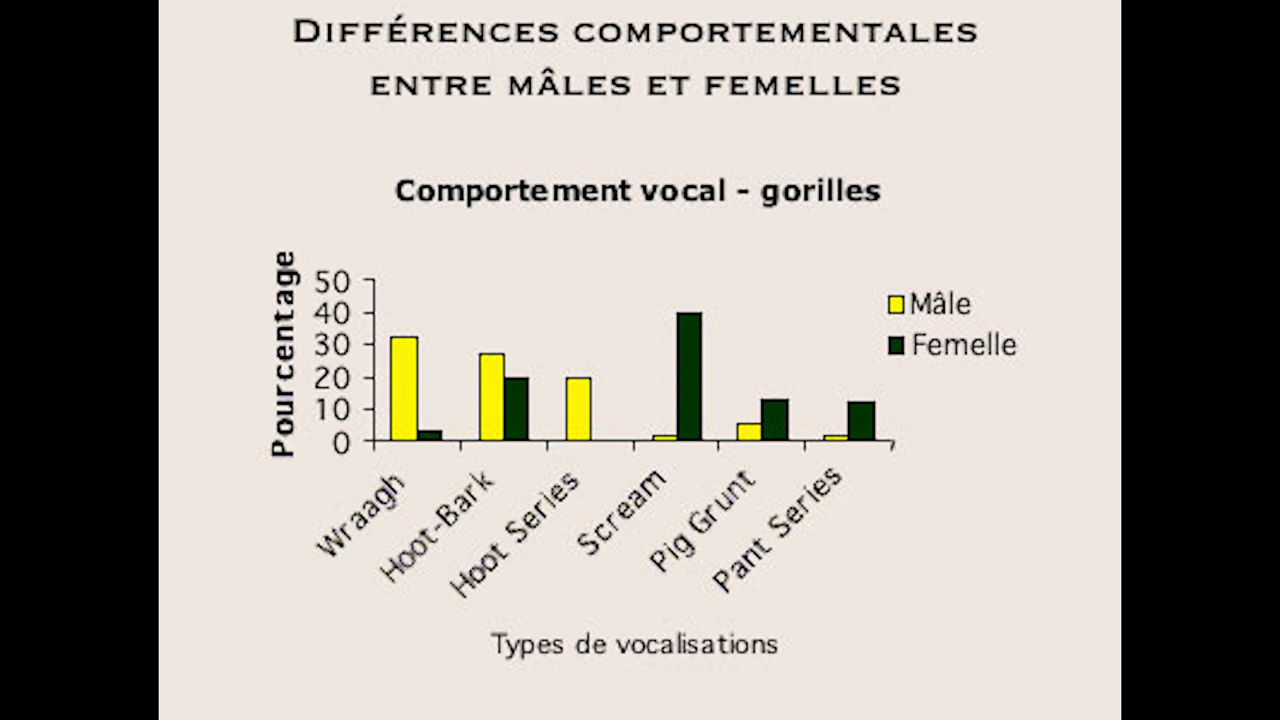 DIFFÉRENCES COMPORTEMENTALES
ENTRE MÂLES ET FEMELLES
Comportement vocal - gorilles
Pourcentage
50
40
30
20
10
0
Mâle
Femelle
Wraagh
Hoot-Bark
Hoot Series
Scream
Pig Grunt
Pant Series
Types de vocalisations